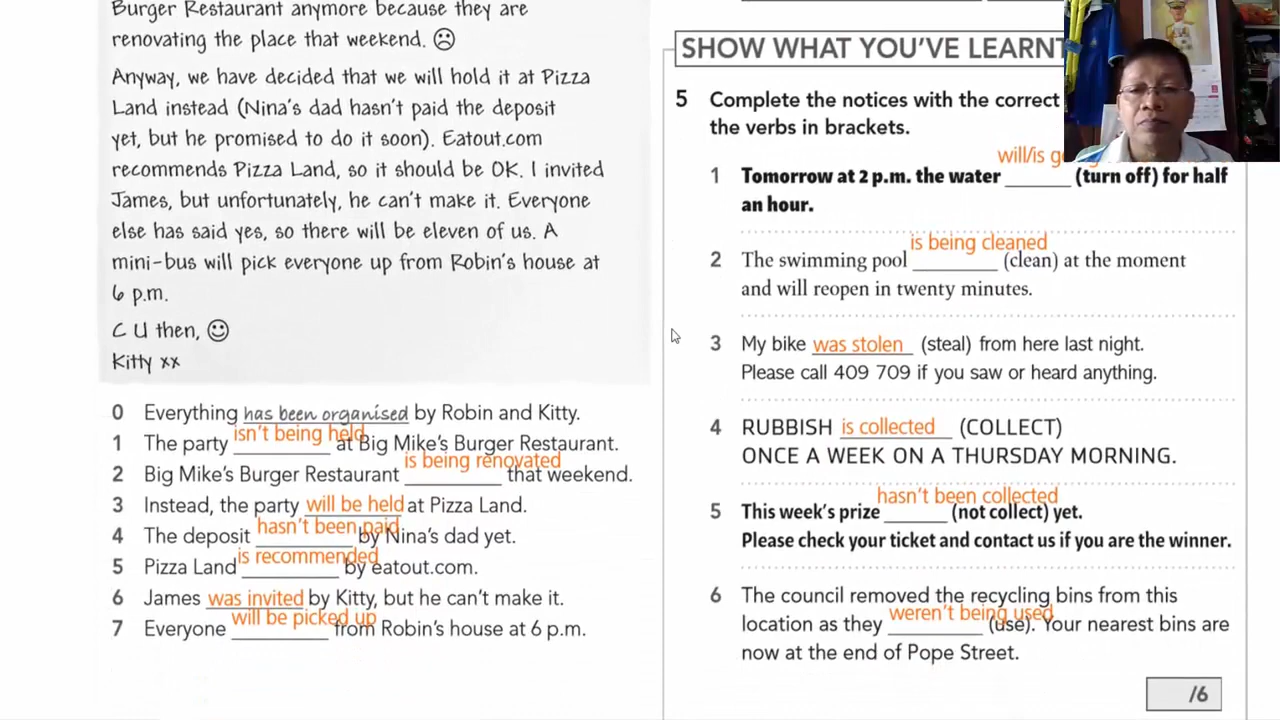 Burger Restaurant anymore because they are
renovating the place that weekend. ☹
Anyway, we have decided that we will hold it at Pizza
Land instead (Nina's dad hasn't paid the deposit
yet, but he promised to do it soon). Eatout.com
recommends Pizza Land, so it should be OK. I invited
James, but unfortunately, he can't make it. Everyone
else has said yes, so there will be eleven of us. A
mini-bus will pick everyone up from Robin's house at
6 p.m.
C U then, ☺
Kitty xx
0 Everything has been organised by Robin and Kitty.
1 The party isn't being held at Big Mike's Burger Restaurant.
2 Big Mike's Burger Restaurant is being renovated that weekend.
3 Instead, the party will be held at Pizza Land.
4 The deposit hasn't been paid by Nina's dad yet.
5 Pizza Land is recommended by eatout.com.
6 James was invited by Kitty, but he can't make it.
7 Everyone will be picked up from Robin's house at 6 p.m.
SHOW WHAT YOU'VE LEARNT
5 Complete the notices with the correct
the verbs in brackets.
will/is
1 Tomorrow at 2 p.m. the water ______ (turn off) for half
an hour.
2 The swimming pool is being cleaned (clean) at the moment
and will reopen in twenty minutes.
3 My bike was stolen (steal) from here last night.
Please call 409 709 if you saw or heard anything.
4 RUBBISH is collected (COLLECT)
ONCE A WEEK ON A THURSDAY MORNING.
5 This week's prize hasn't been collected (not collect) yet.
Please check your ticket and contact us if you are the winner.
6 The council removed the recycling bins from this
location as they weren't being used (use). Your nearest bins are
now at the end of Pope Street.
/6